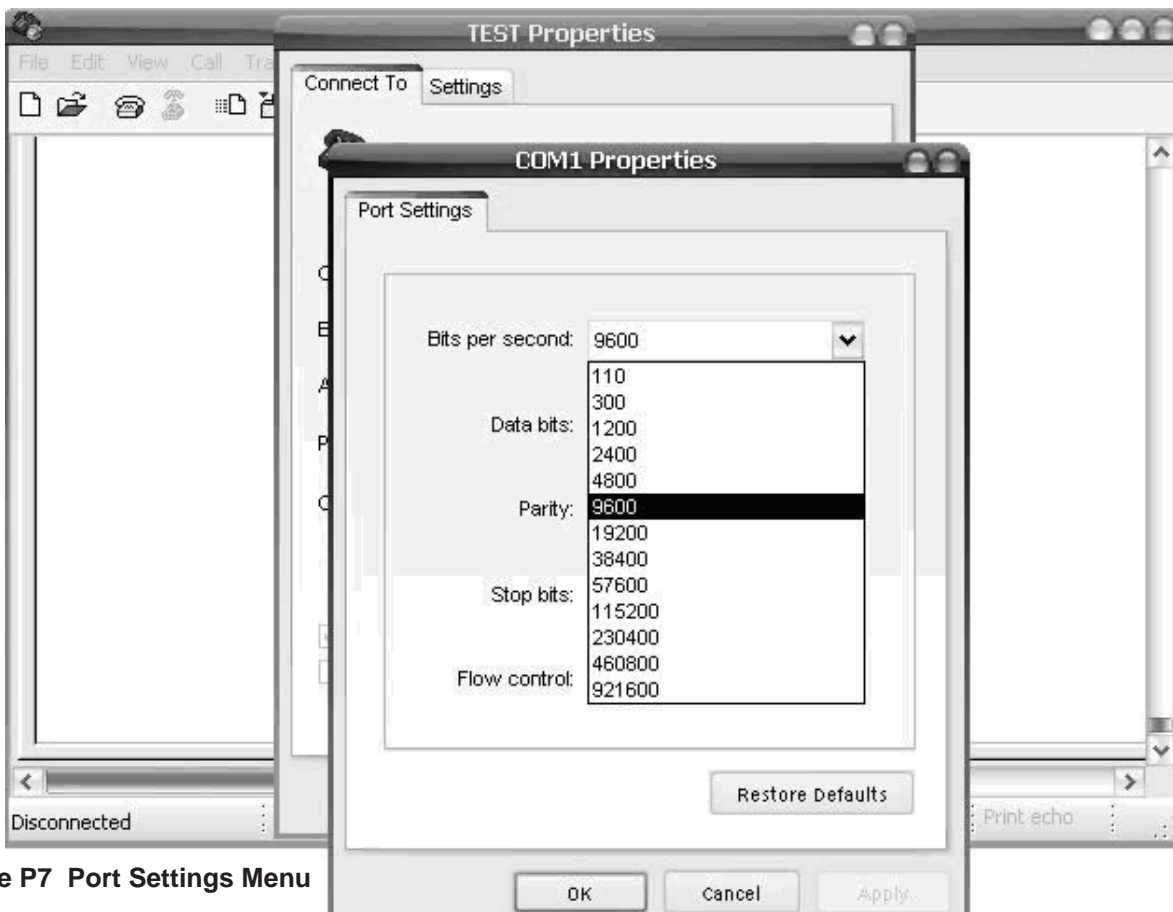 TEST Properties
File Edit View Call Tra
Connect To Settings
COM1 Properties
Port Settings
Bits per second: 9600
110
300
Data bits: 1200
2400
4800
Parity: 9600
19200
38400
Stop bits: 57600
115200
230400
460800
Flow control: 921600
Restore Defaults
Disconnected
Print echo
e P7 Port Settings Menu
OK Cancel Apply